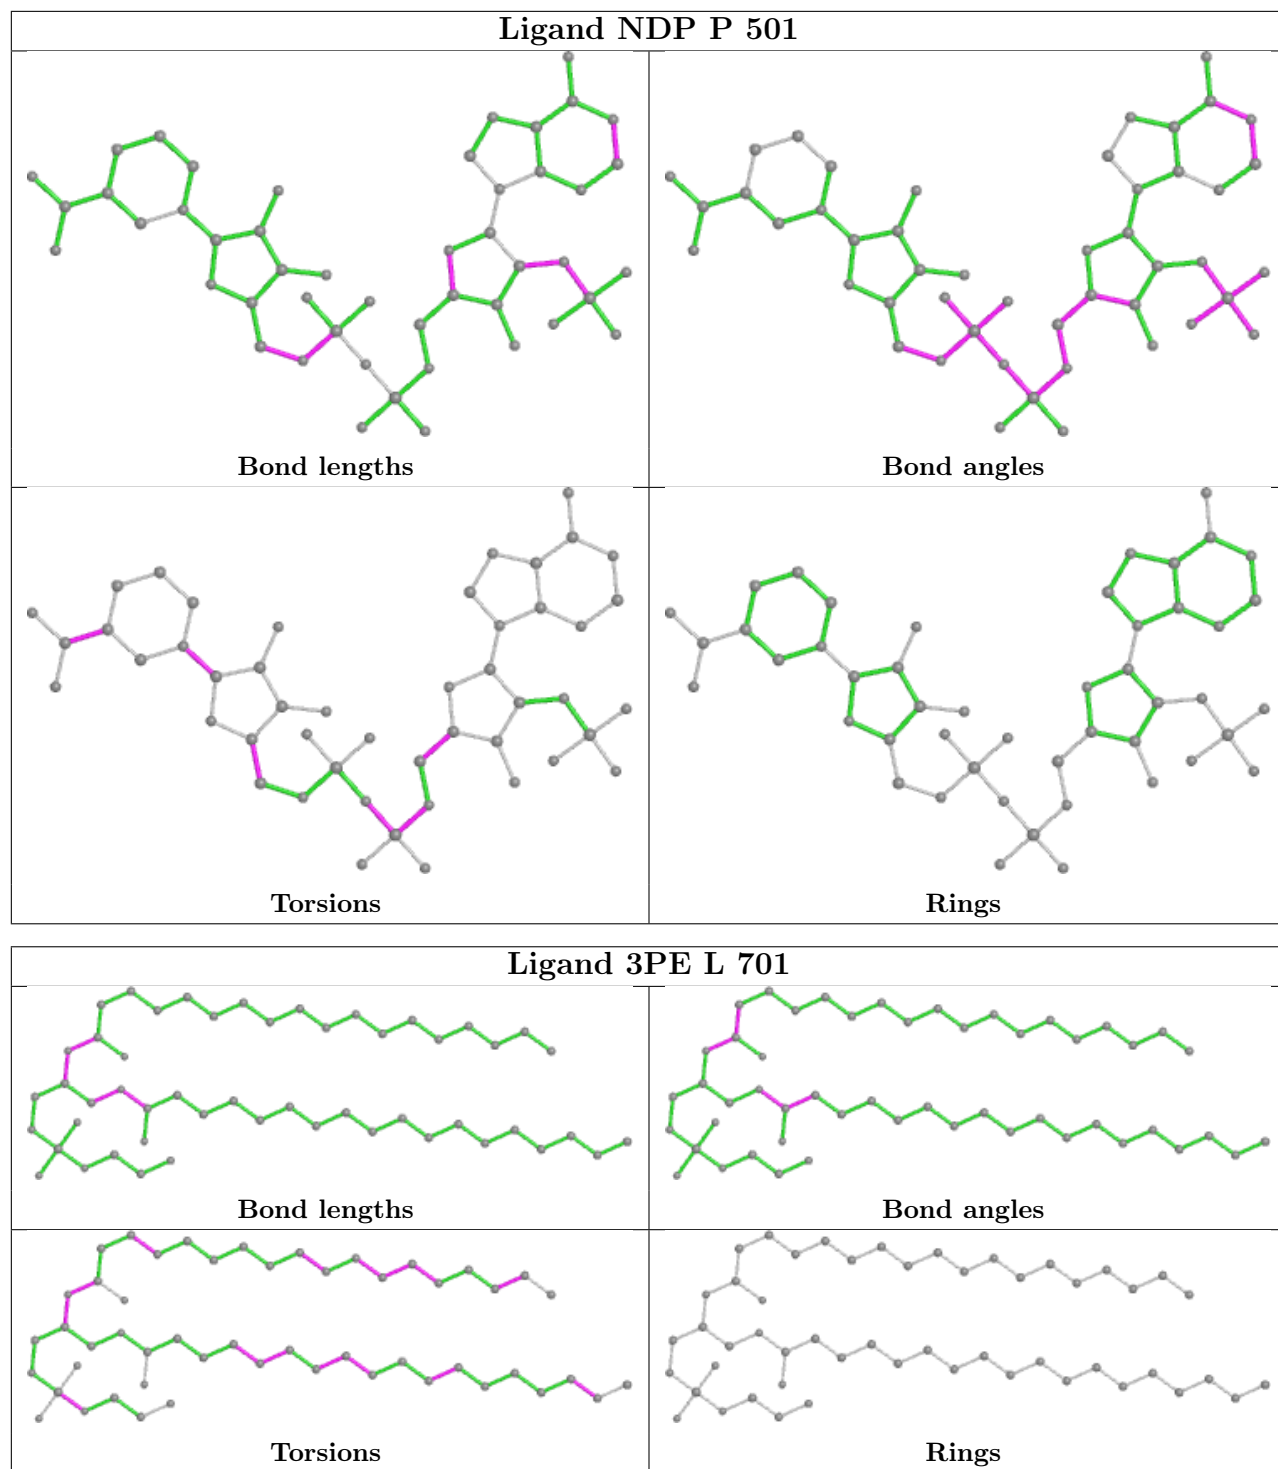 Ligand NDP P 501
Bond lengths
Bond angles
Torsions
Rings
Ligand 3PE L 701
Bond lengths
Bond angles
Torsions
Rings